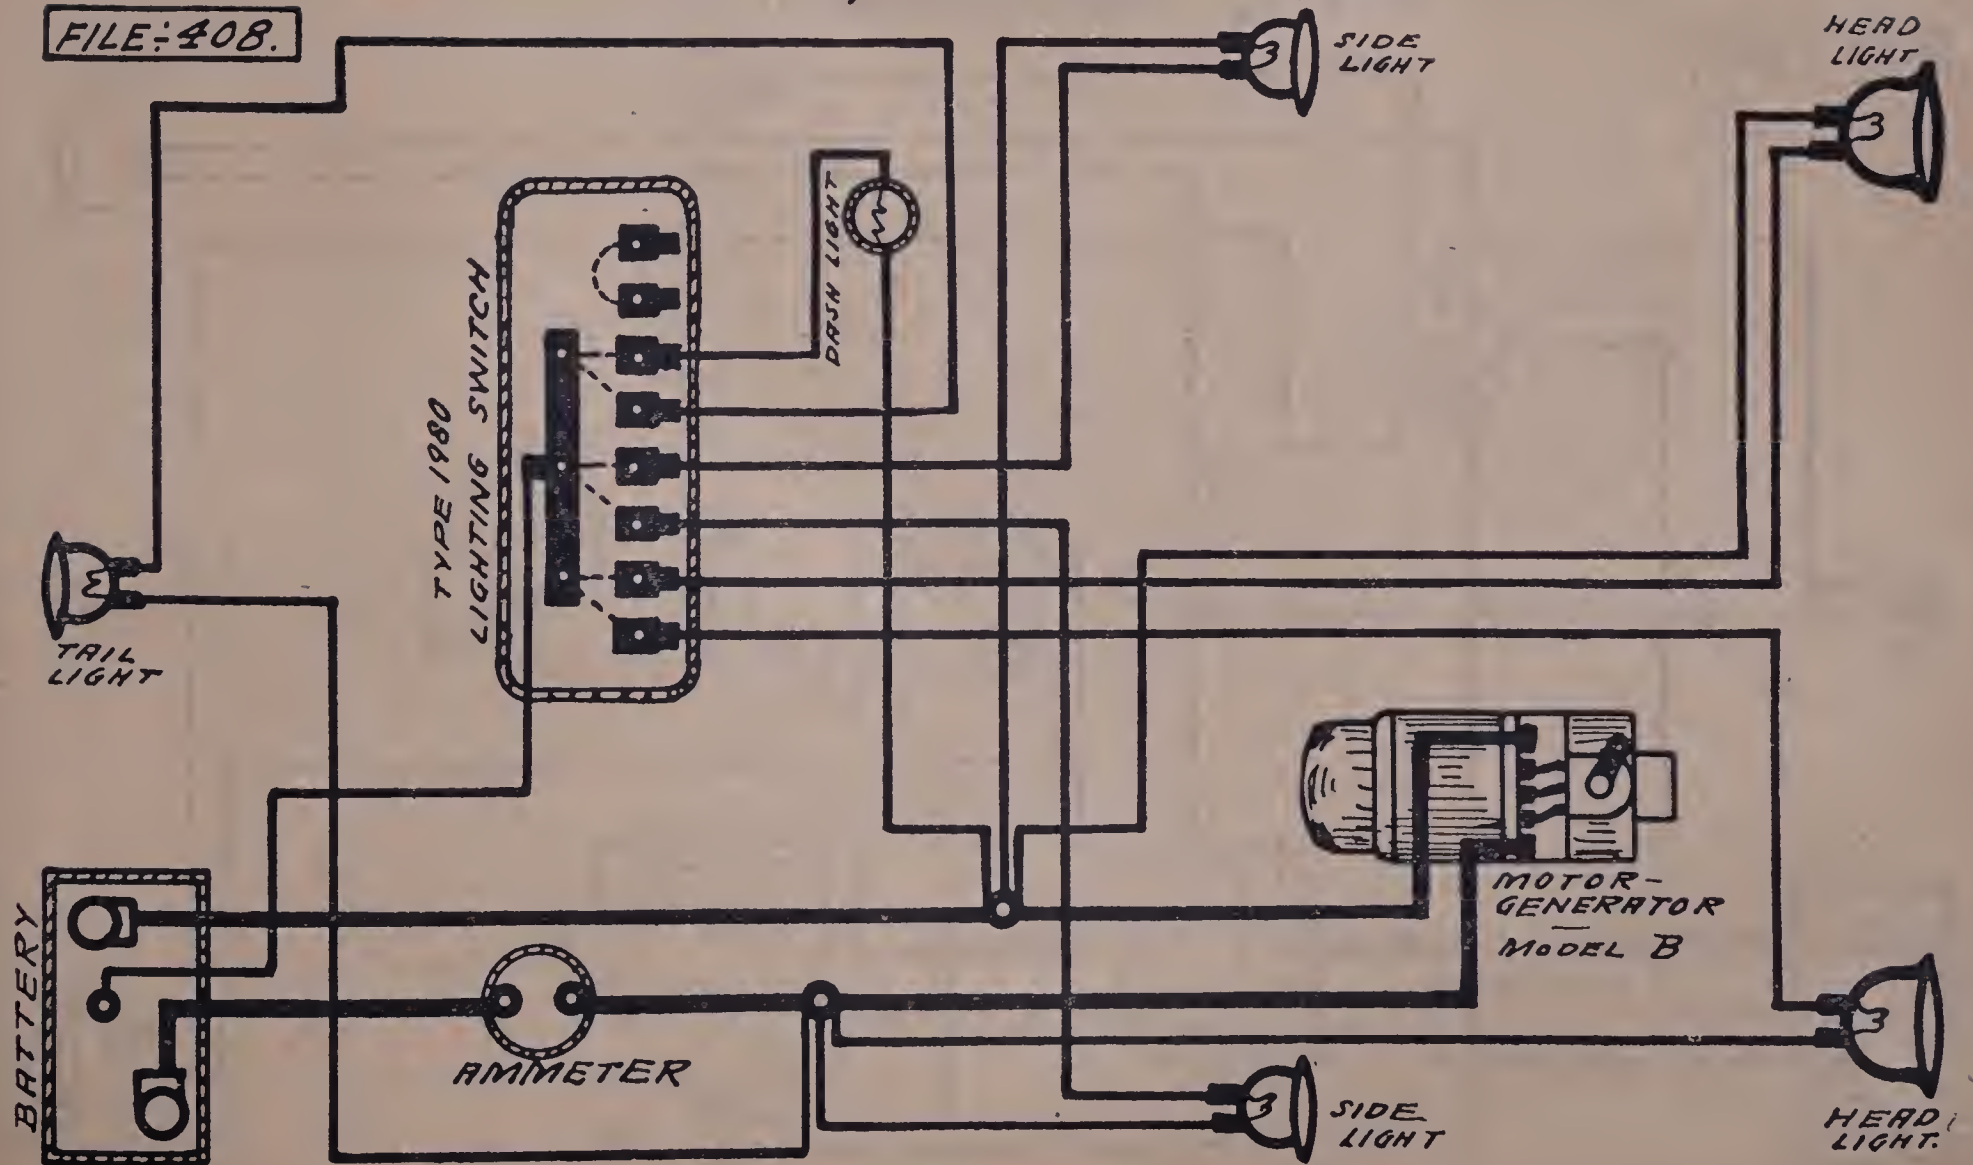 FILE:-408.
SIDE
LIGHT
HEAD
LIGHT
DASH LIGHT
TYPE 1980
LIGHTING SWITCH
TAIL
LIGHT
MOTOR-
GENERATOR
MODEL B
BATTERY
AMMETER
SIDE
LIGHT
HEAD
LIGHT.